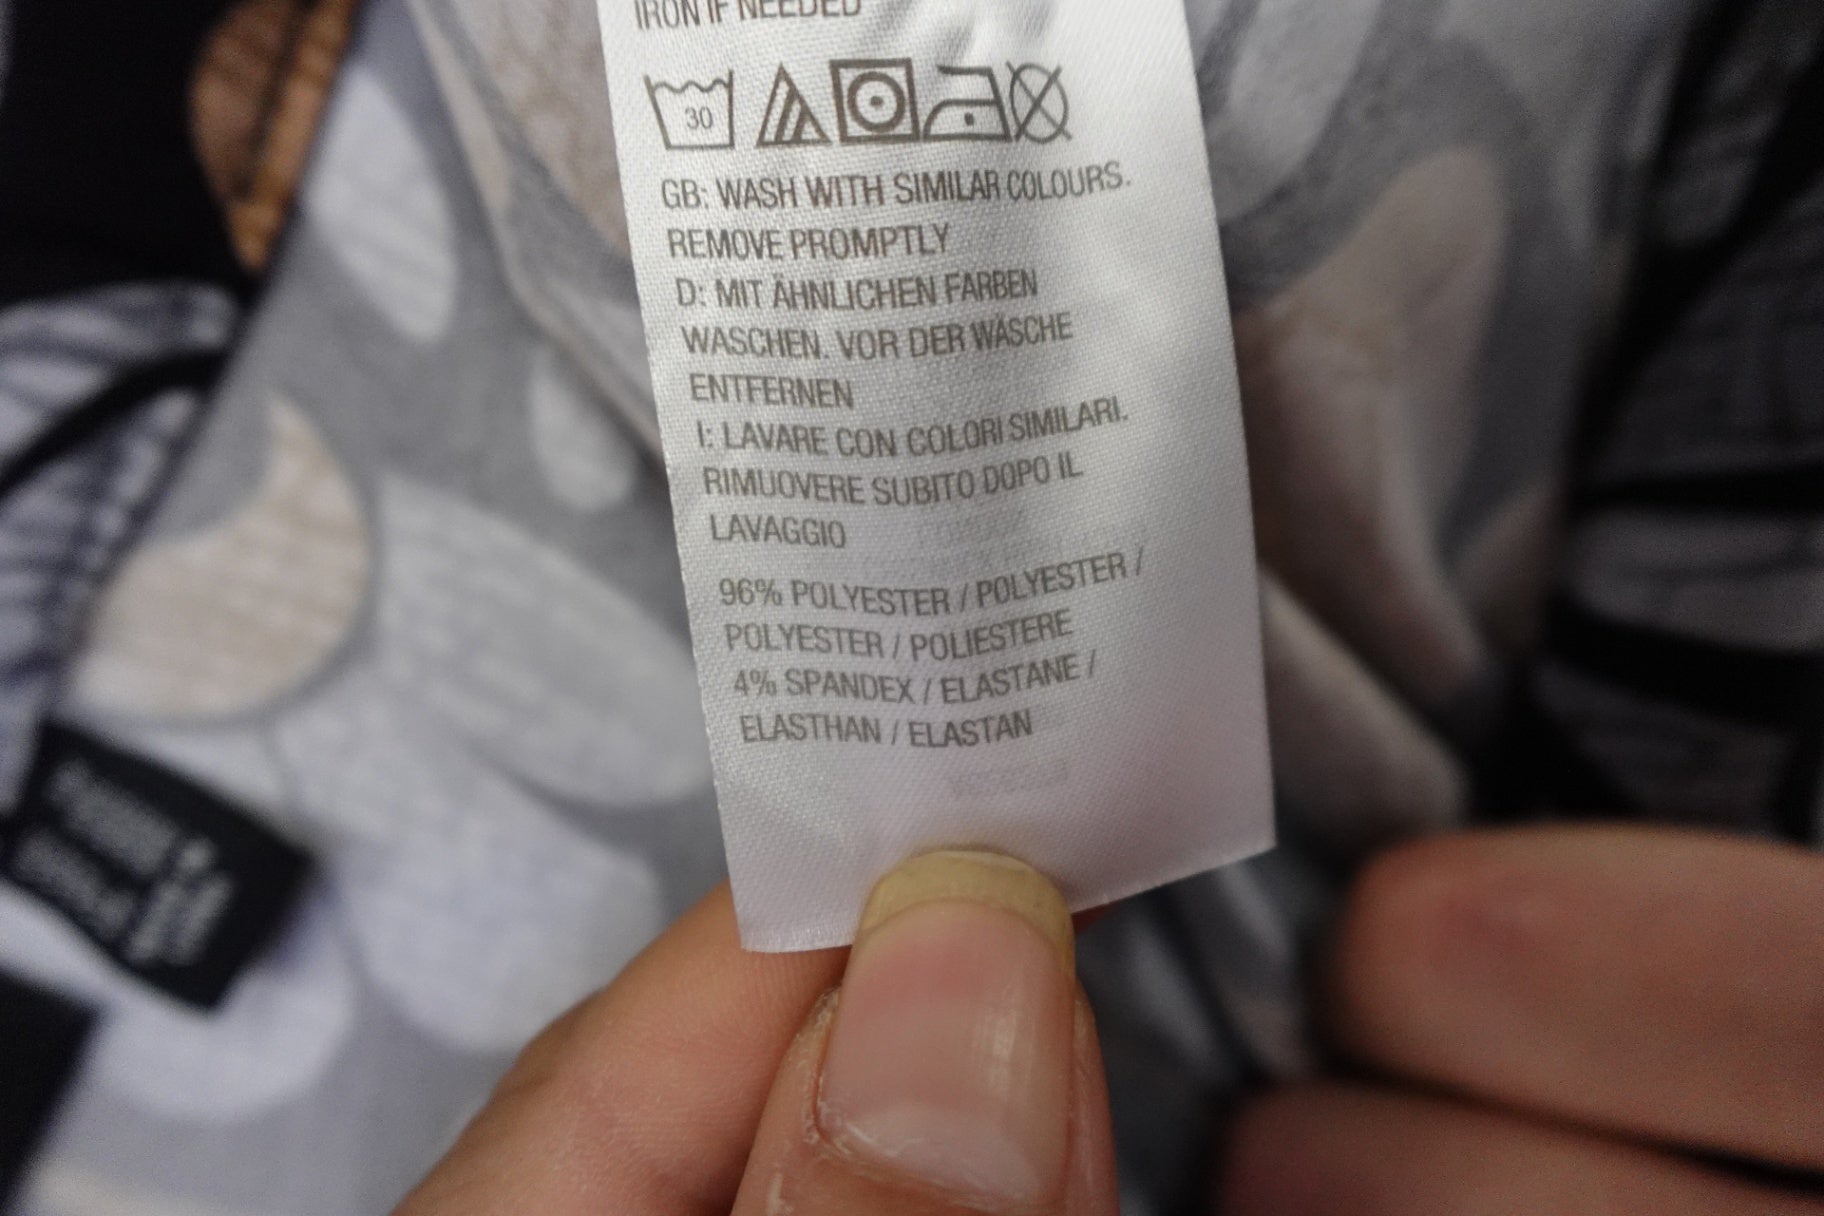 IRON IF NEEDED
30
GB: WASH WITH SIMILAR COLOURS.
REMOVE PROMPTLY
D: MIT ÄHNLICHEN FARBEN
WASCHEN. VOR DER WÄSCHE
ENTFERNEN
I: LAVARE CON COLORI SIMILARI.
RIMUOVERE SUBITO DOPO IL
LAVAGGIO
96% POLYESTER / POLYESTER /
POLYESTER / POLIESTERE
4% SPANDEX / ELASTANE /
ELASTHAN / ELASTAN